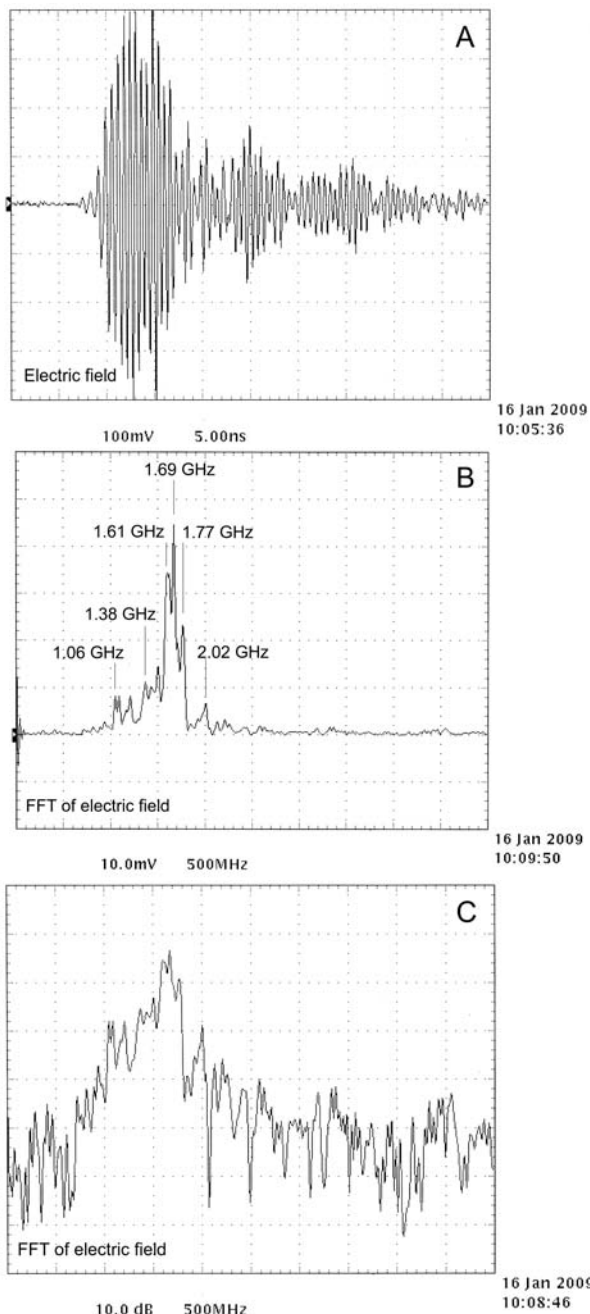 A
Electric field
16 Jan 2009
10:05:36
100mV 5.00ns
B
1.69 GHz
1.61 GHz
1.77 GHz
1.38 GHz
1.06 GHz
2.02 GHz
FFT of electric field
16 Jan 2009
10:09:50
10.0mV 500MHz
C
FFT of electric field
16 Jan 2009
10:08:46
10.0 dB 500MHz